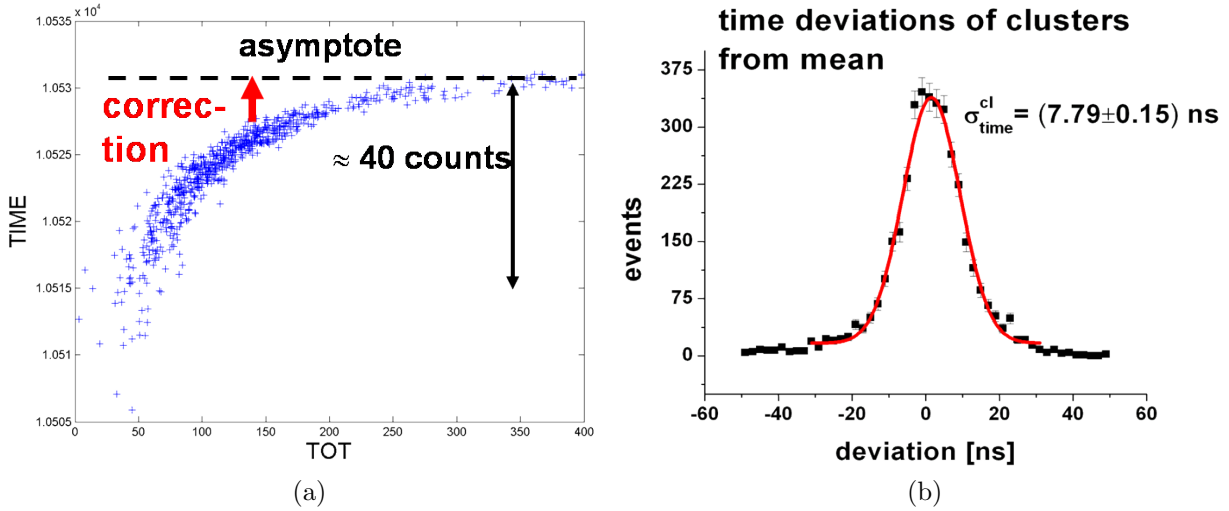 1.0535
x 10⁴
1.053
1.0525
1.052
1.0515
1.051
1.0505
TIME
asymptote
correc-
tion
≈ 40 counts
0
50
100
150
200
250
300
350
400
TOT
(a)
time deviations of clusters
from mean
σ_time^cl = (7.79±0.15) ns
375
300
225
150
75
0
events
-60
-40
-20
0
20
40
60
deviation [ns]
(b)